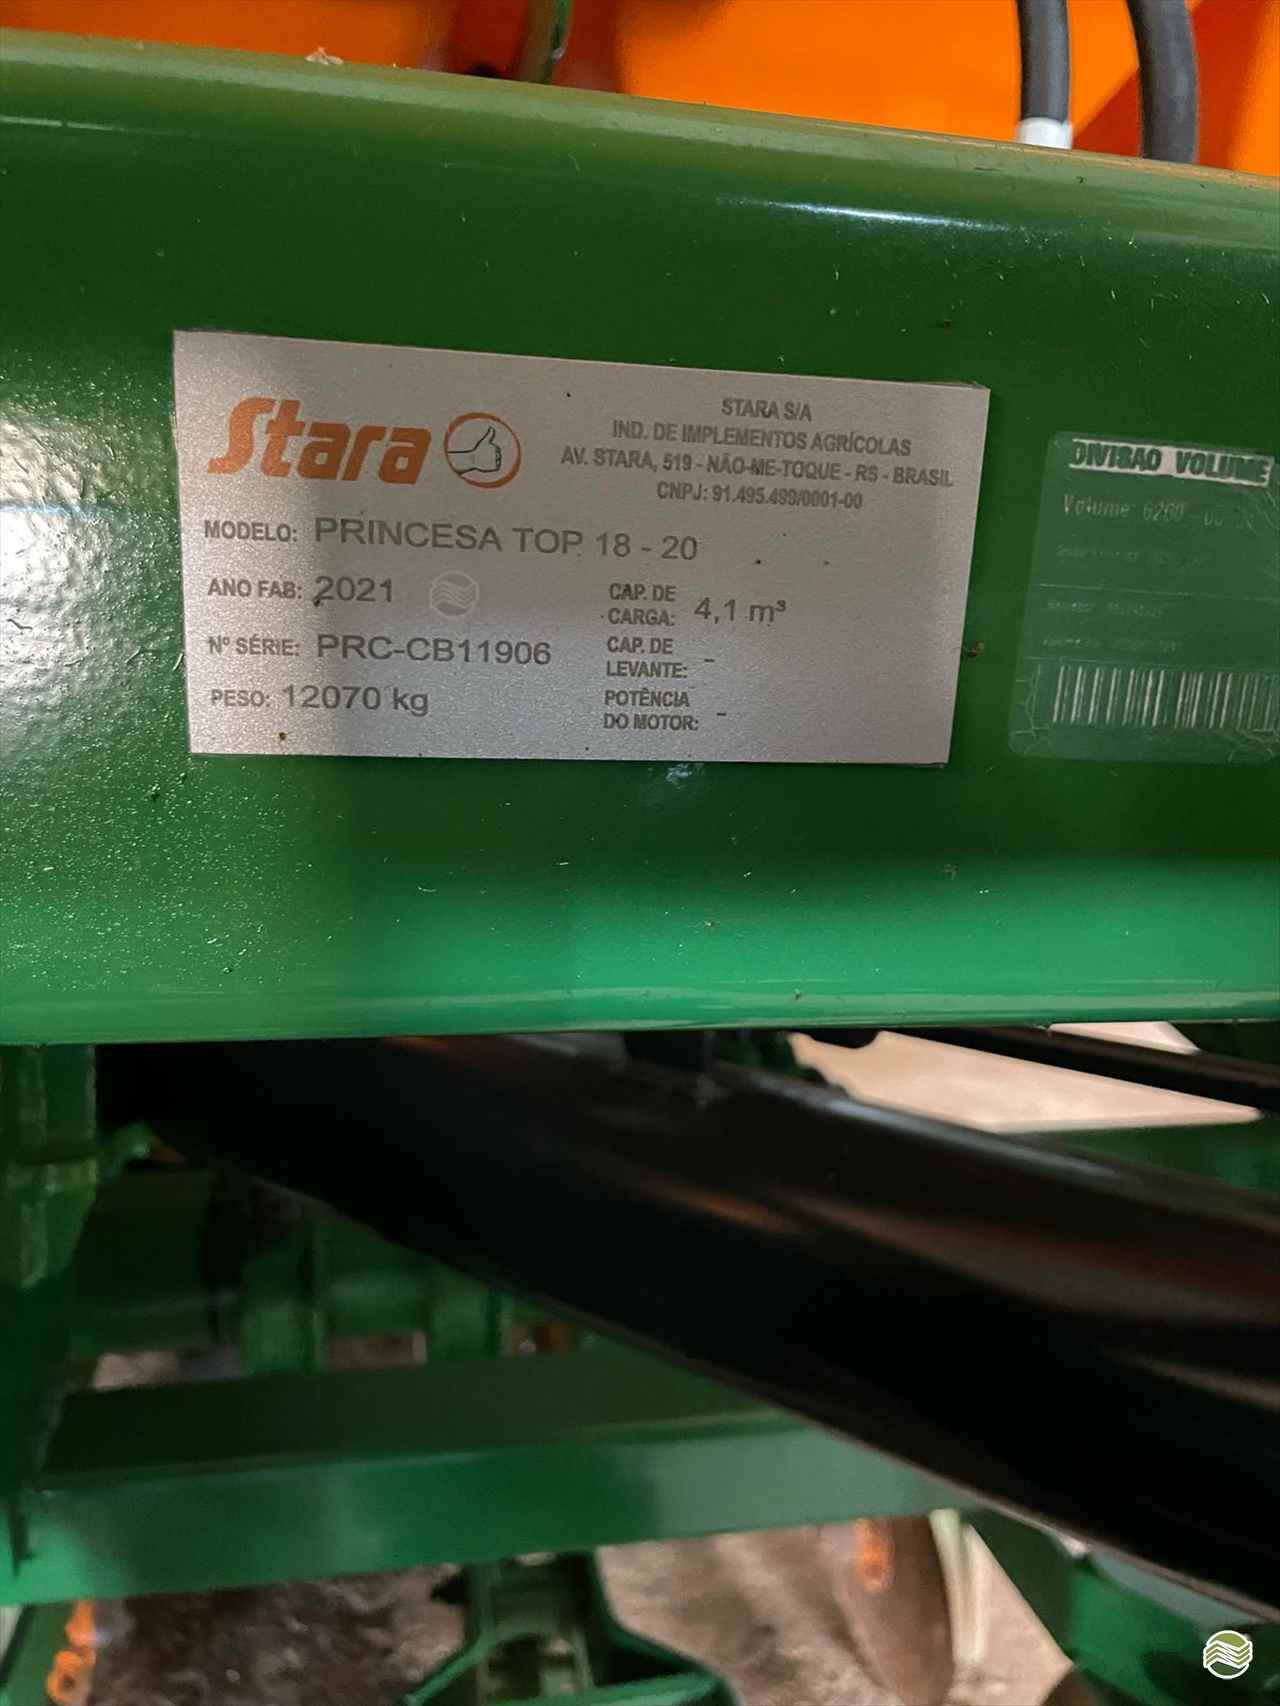 Stara
STARA S/A
IND. DE IMPLEMENTOS AGRÍCOLAS
AV. STARA, 519 - NÃO-ME-TOQUE - RS - BRASIL
CNPJ: 91.495.499/0001-00
MODELO: PRINCESA TOP 18 - 20
ANO FAB: 2021
CAP. DE
CARGA: 4,1 m³
Nº SÉRIE: PRC-CB11906
CAP. DE
LEVANTE: -
PESO: 12070 kg
POTÊNCIA
DO MOTOR: -
DIVISAO VOLUME
Volume 6260